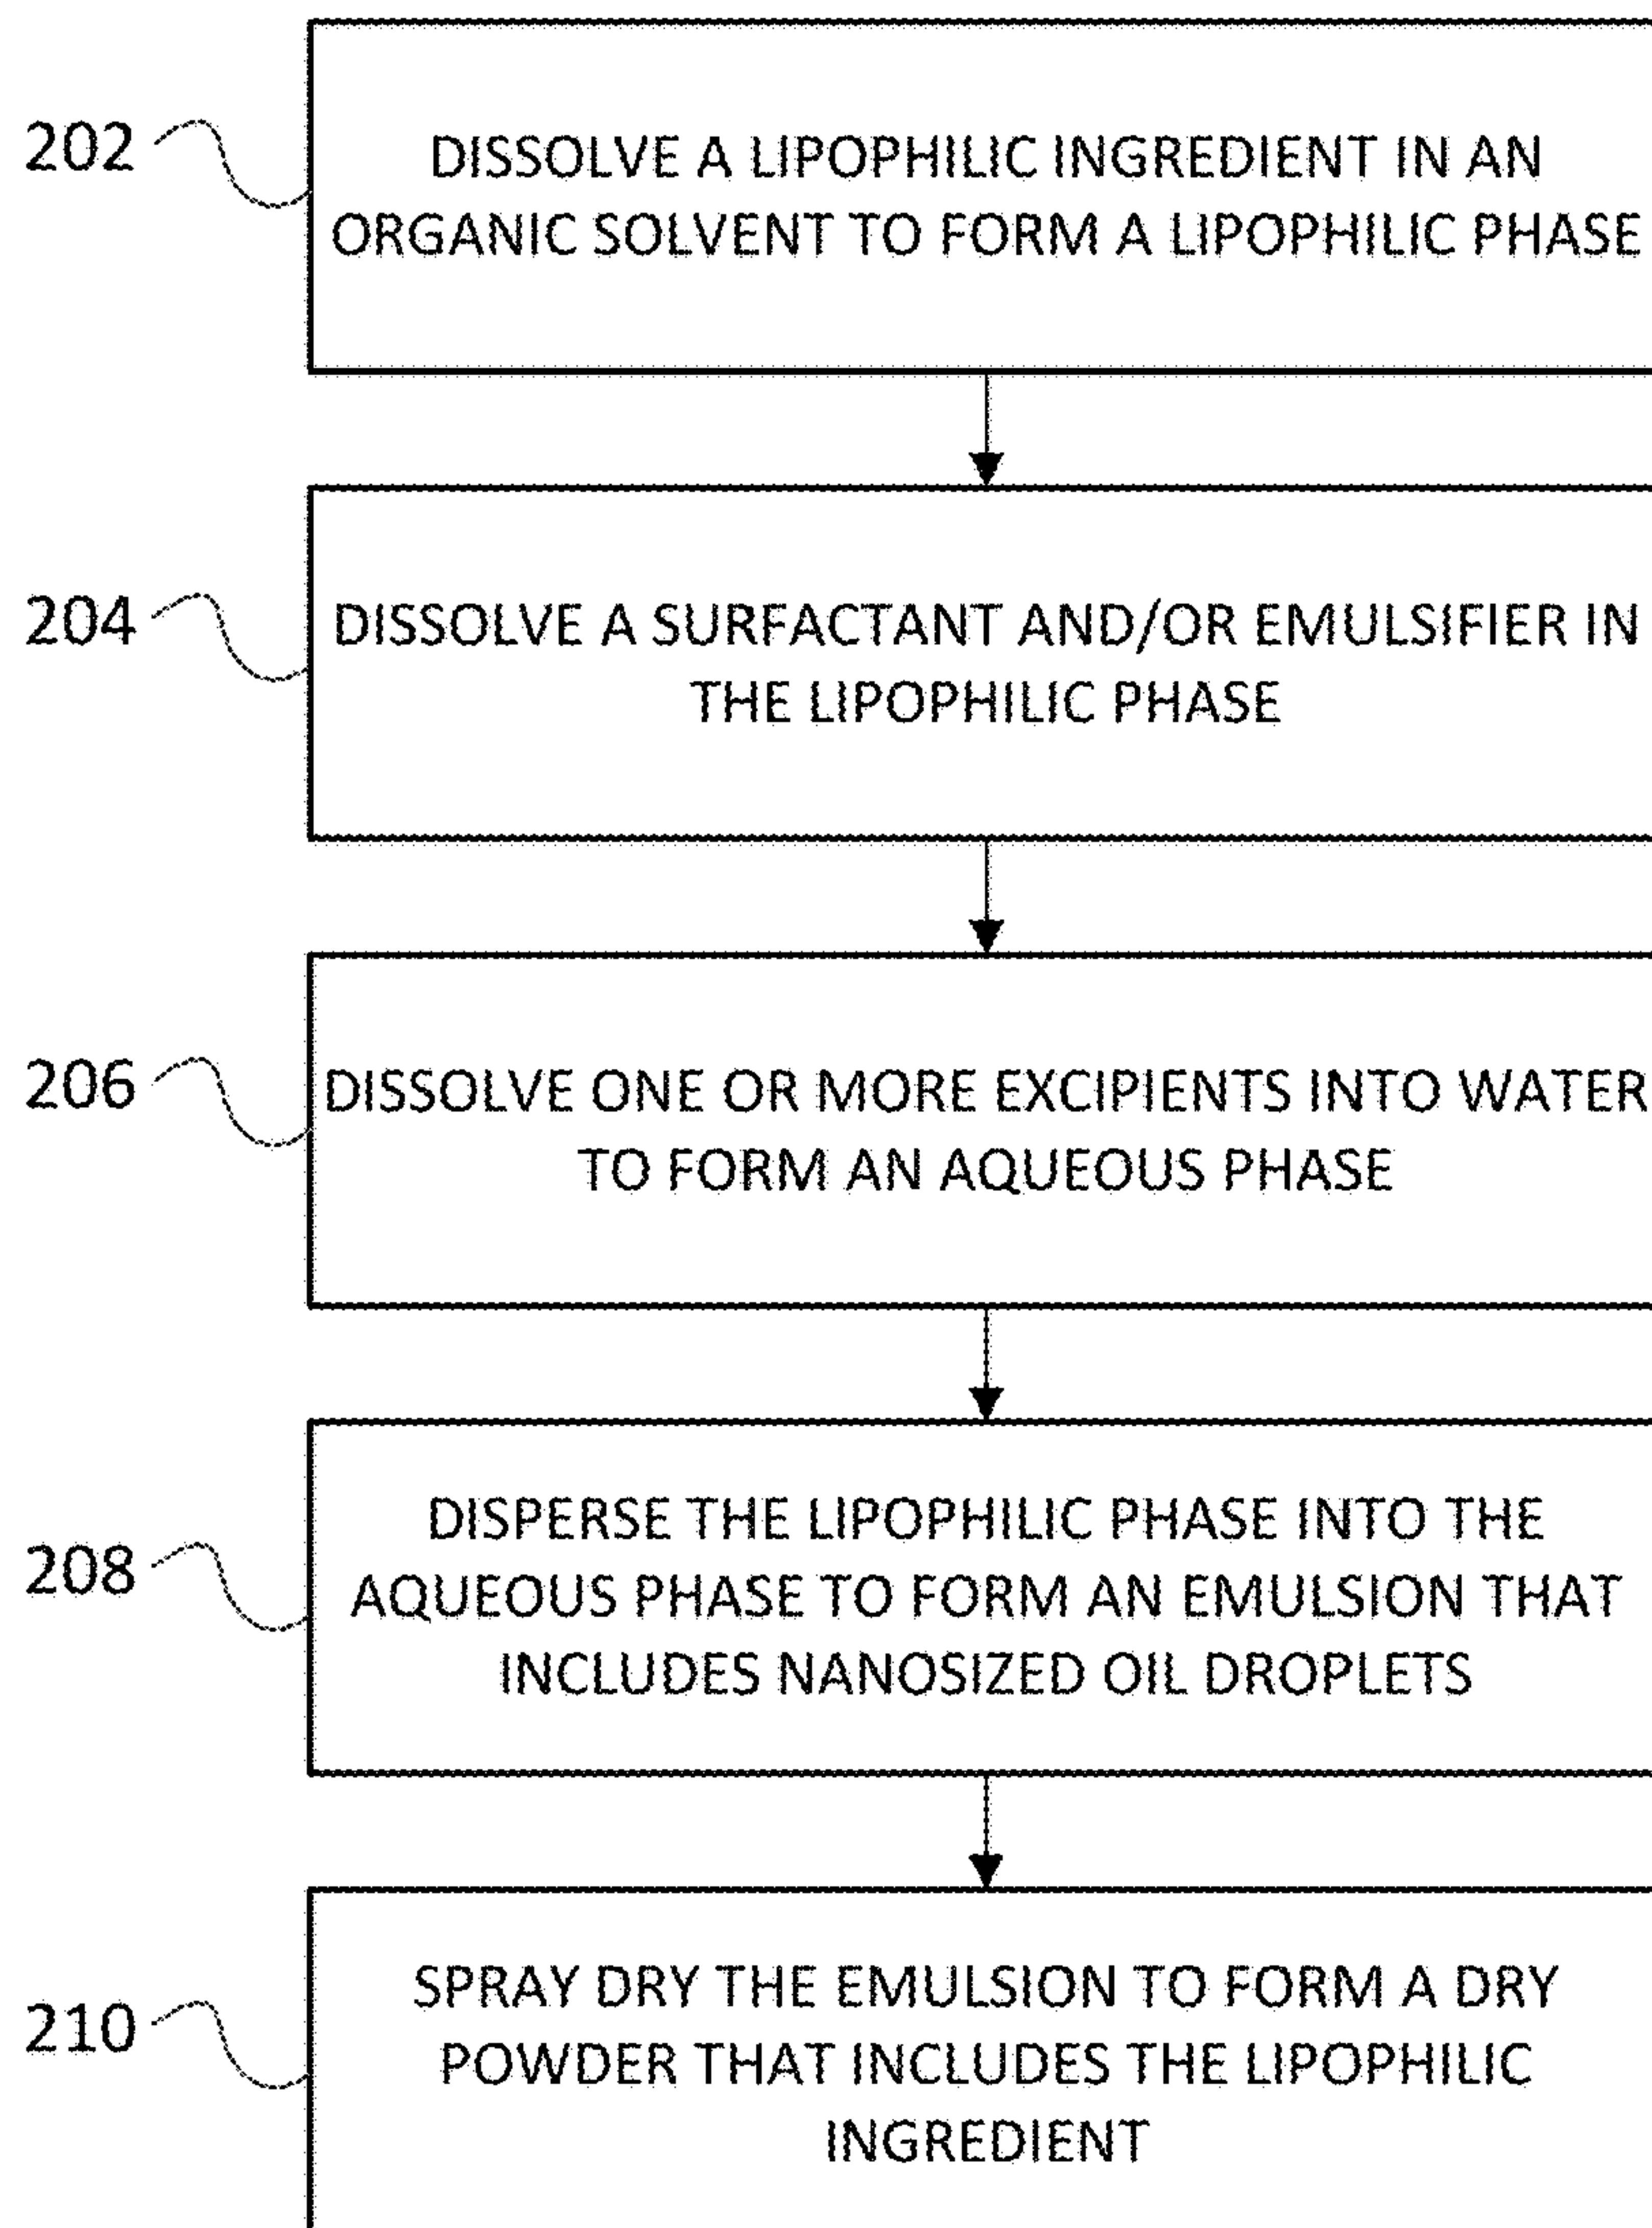 202
DISSOLVE A LIPOPHILIC INGREDIENT IN AN
ORGANIC SOLVENT TO FORM A LIPOPHILIC PHASE
204
DISSOLVE A SURFACTANT AND/OR EMULSIFIER IN
THE LIPOPHILIC PHASE
206
DISSOLVE ONE OR MORE EXCIPIENTS INTO WATER
TO FORM AN AQUEOUS PHASE
208
DISPERSE THE LIPOPHILIC PHASE INTO THE
AQUEOUS PHASE TO FORM AN EMULSION THAT
INCLUDES NANOSIZED OIL DROPLETS
210
SPRAY DRY THE EMULSION TO FORM A DRY
POWDER THAT INCLUDES THE LIPOPHILIC
INGREDIENT